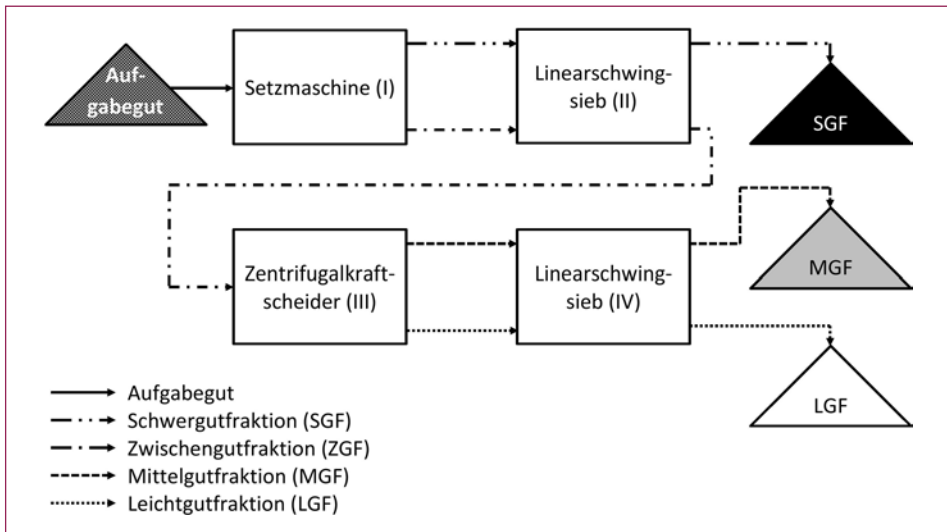 Auf-
gabegut
Setzmaschine (I)
Linearschwing-
sieb (II)
SGF
Zentrifugalkraft-
scheider (III)
Linearschwing-
sieb (IV)
MGF
LGF
Aufgabegut
Schwergutfraktion (SGF)
Zwischengutfraktion (ZGF)
Mittelgutfraktion (MGF)
Leichtgutfraktion (LGF)